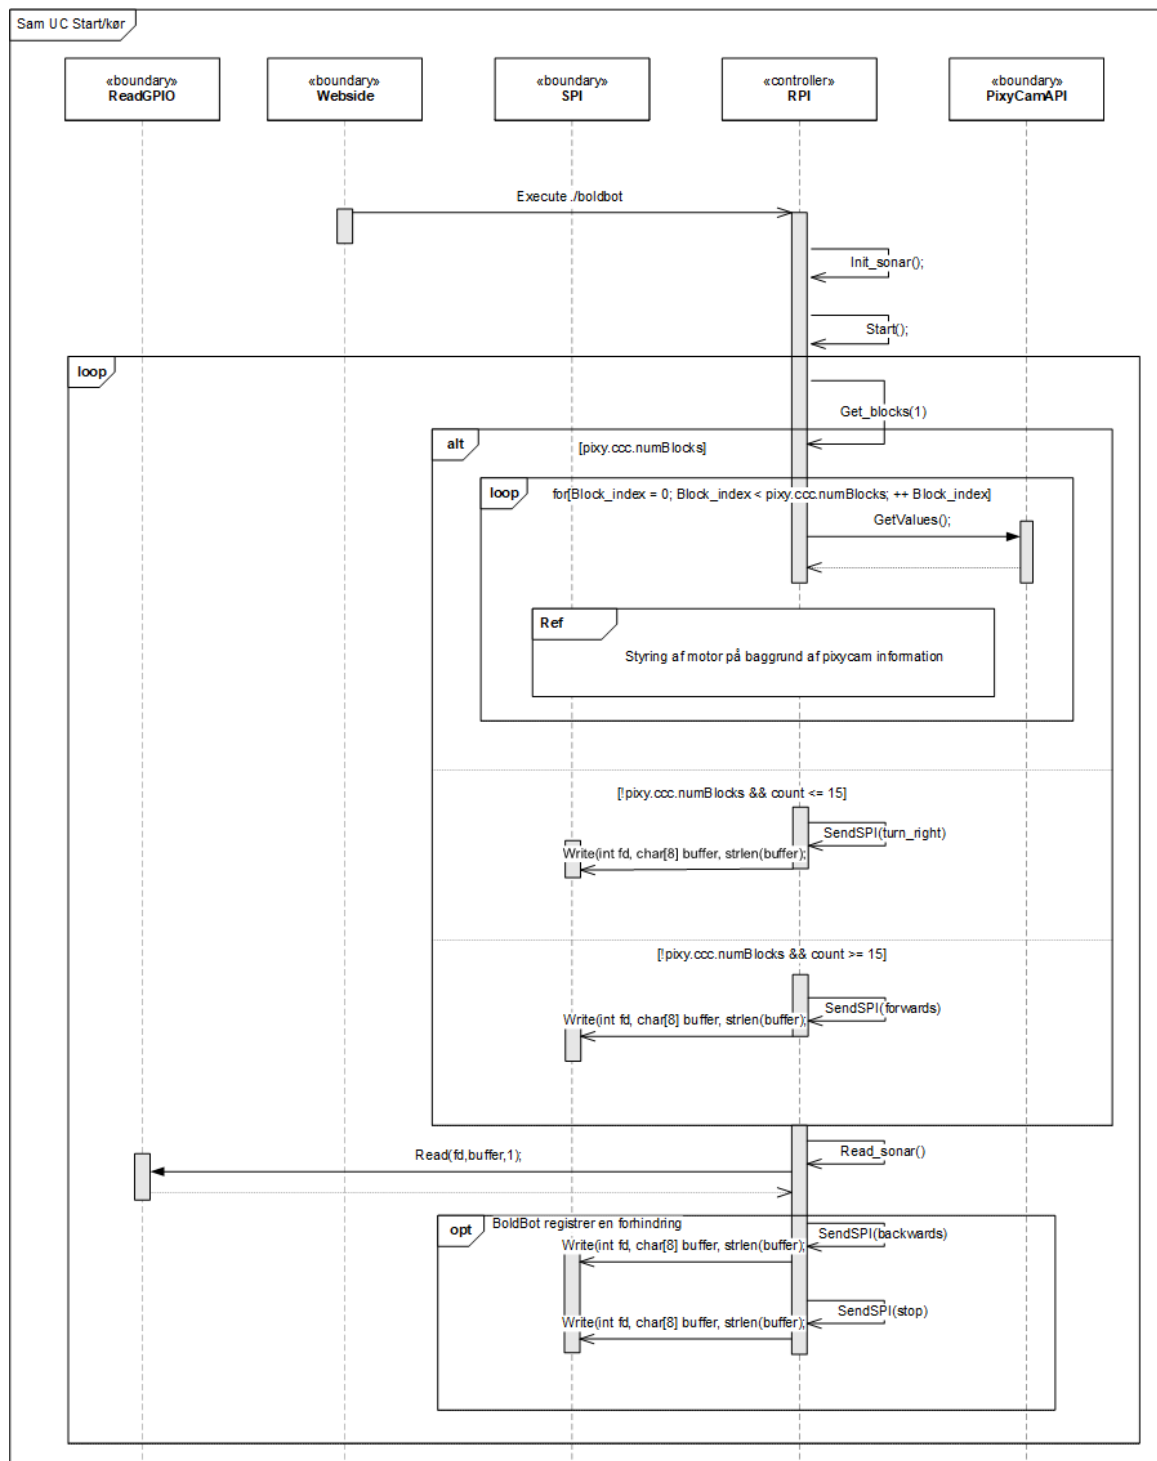 Sam UC Start/kør
«boundary»
ReadGPIO
«boundary»
Webside
«boundary»
SPI
«controller»
RPI
«boundary»
PixyCamAPI
Execute ./boldbot
Init_sonar();
Start();
loop
Get_blocks(1)
alt
[pixy.ccc.numBlocks]
loop
for[Block_index = 0; Block_index < pixy.ccc.numBlocks; ++ Block_index]
GetValues();
Ref
Styring af motor på baggrund af pixycam information
[!pixy.ccc.numBlocks && count <= 15]
SendSPI(turn_right)
Write(int fd, char[8] buffer, strlen(buffer);
[!pixy.ccc.numBlocks && count >= 15]
SendSPI(forwards)
Write(int fd, char[8] buffer, strlen(buffer);
Read_sonar()
Read(fd,buffer,1);
opt
BoldBot registrer en forhindring
SendSPI(backwards)
Write(int fd, char[8] buffer, strlen(buffer);
SendSPI(stop)
Write(int fd, char[8] buffer, strlen(buffer);